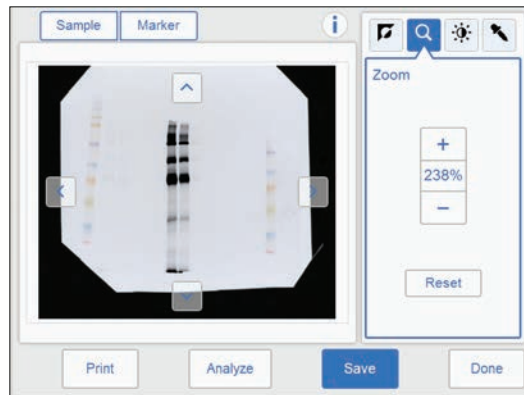 Sample Marker i
Zoom
+
238%
−
Reset
Print Analyze Save Done